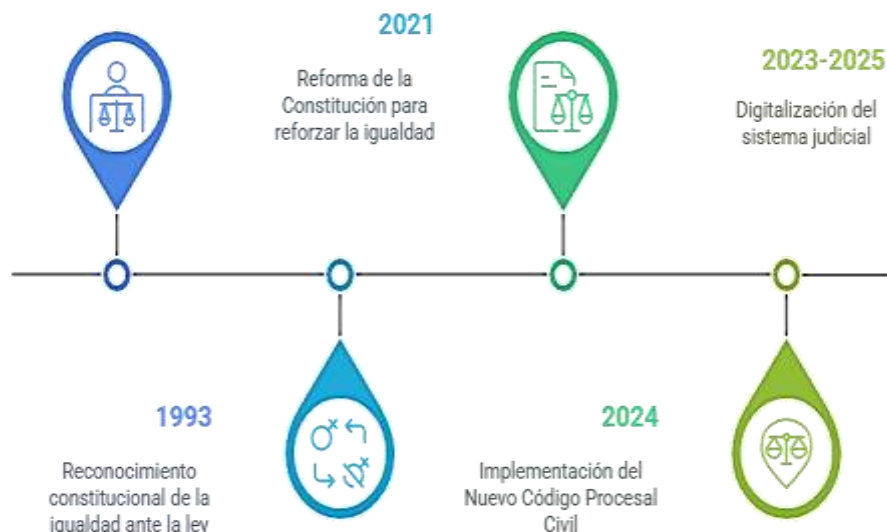 2021
Reforma de la
Constitución para
reforzar la igualdad
2023-2025
Digitalización del
sistema judicial
1993
Reconocimiento
constitucional de la
igualdad ante la ley
2024
Implementación del
Nuevo Código Procesal
Civil